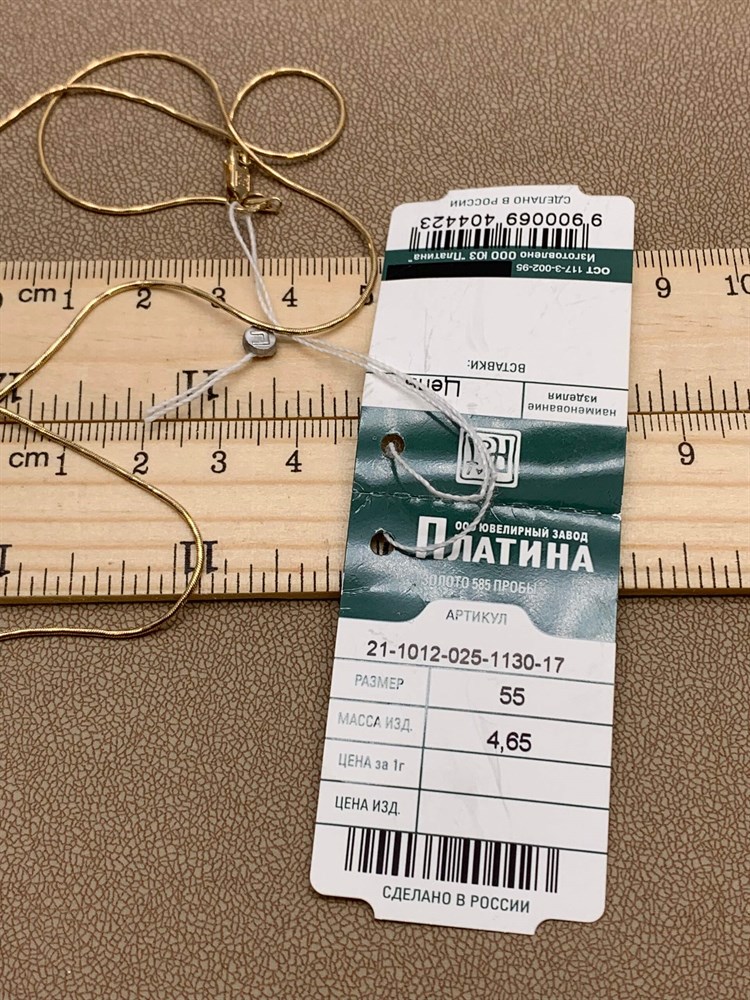 СДЕЛАНО В РОССИИ
9 900069 404423
Изготовлено ООО ЮЗ "Платина"
ОСТ 117-3-002-95
ВСТАВКИ:
наименование
изделия
Цепь
cm 1 2 3 4 5 9 10
11
cm 1 2 3 4 9
11
ООО ЮВЕЛИРНЫЙ ЗАВОД
ПЛАТИНА
ЗОЛОТО 585 ПРОБЫ
АРТИКУЛ
21-1012-025-1130-17
РАЗМЕР 55
МАССА ИЗД. 4,65
ЦЕНА за 1г
ЦЕНА ИЗД.
СДЕЛАНО В РОССИИ